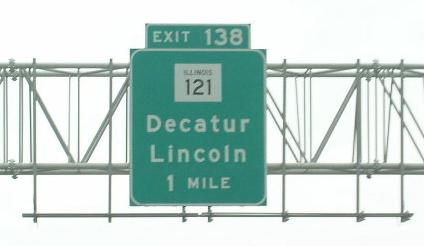 EXIT 138
ILLINOIS
121
Decatur
Lincoln
1 MILE